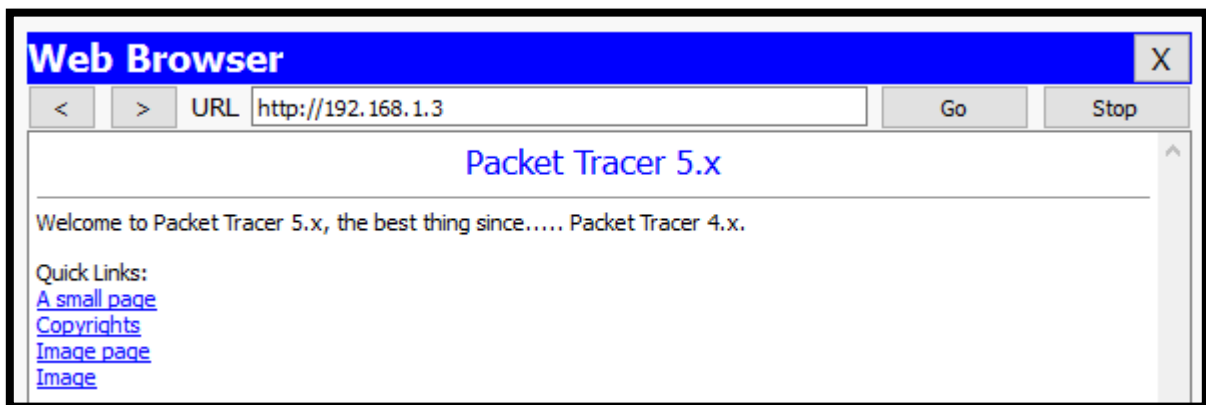 Web Browser X
< > URL http://192.168.1.3 Go Stop
Packet Tracer 5.x
Welcome to Packet Tracer 5.x, the best thing since..... Packet Tracer 4.x.
Quick Links:
A small page
Copyrights
Image page
Image